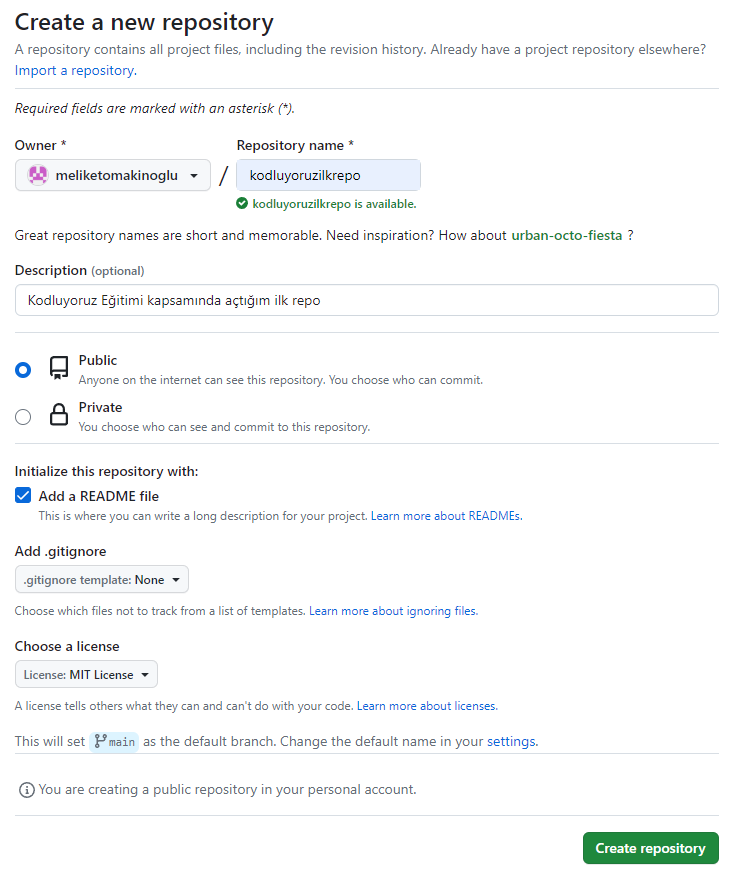 Create a new repository
A repository contains all project files, including the revision history. Already have a project repository elsewhere?
Import a repository.
Required fields are marked with an asterisk (*).
Owner *
Repository name *
meliketomakinoglu
/
kodluyoruzilkrepo
kodluyoruzilkrepo is available.
Great repository names are short and memorable. Need inspiration? How about urban-octo-fiesta ?
Description (optional)
Kodluyoruz Eğitimi kapsamında açtığım ilk repo
Public
Anyone on the internet can see this repository. You choose who can commit.
Private
You choose who can see and commit to this repository.
Initialize this repository with:
Add a README file
This is where you can write a long description for your project. Learn more about READMEs.
Add .gitignore
.gitignore template: None
Choose which files not to track from a list of templates. Learn more about ignoring files.
Choose a license
License: MIT License
A license tells others what they can and can't do with your code. Learn more about licenses.
This will set main as the default branch. Change the default name in your settings.
You are creating a public repository in your personal account.
Create repository